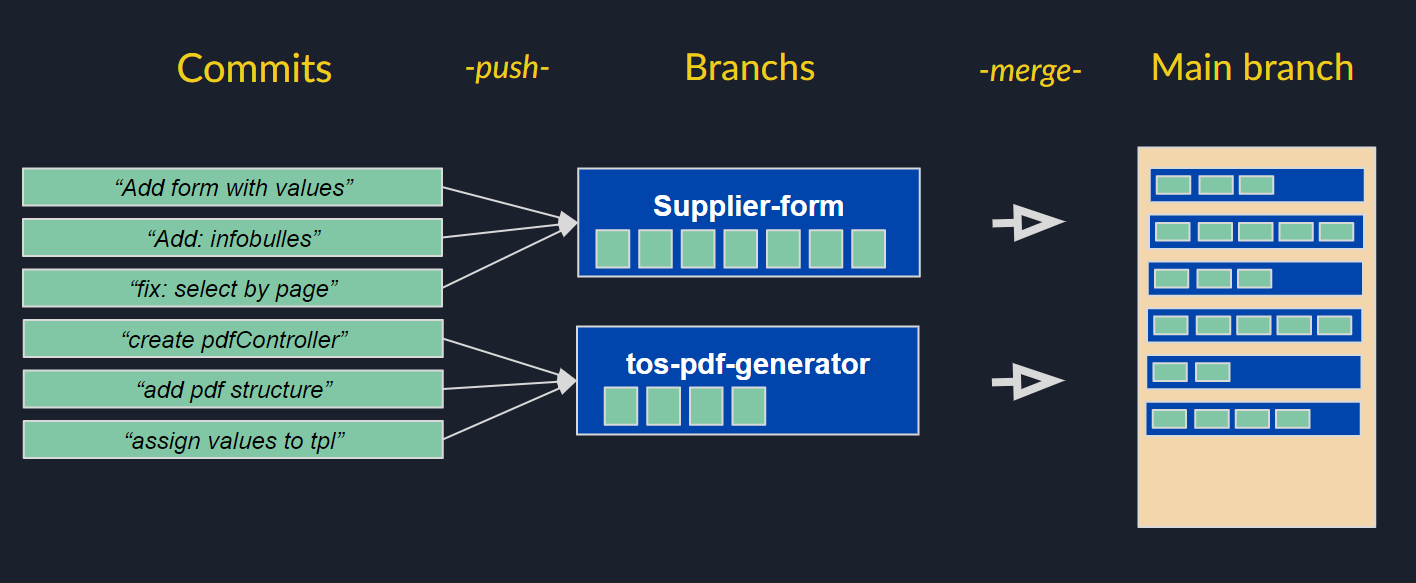 Commits
-push-
Branchs
-merge-
Main branch
“Add form with values”
“Add: infobulles”
“fix: select by page”
“create pdfController”
“add pdf structure”
“assign values to tpl”
Supplier-form
tos-pdf-generator